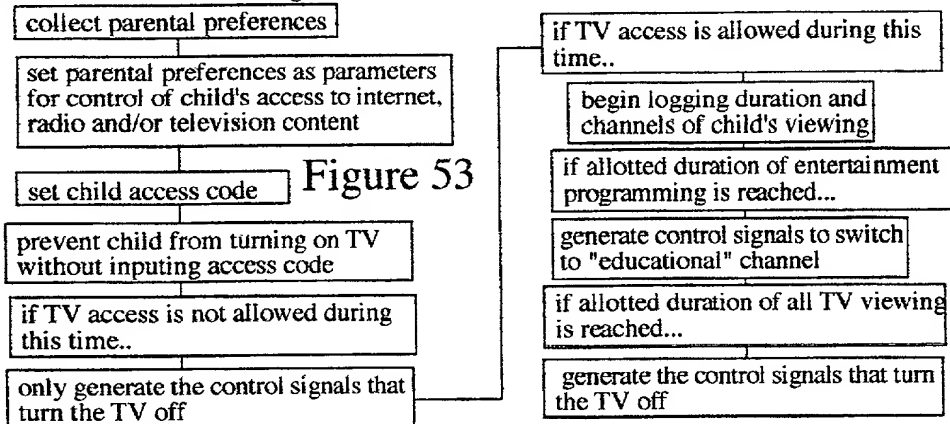 collect parental preferences
set parental preferences as parameters
for control of child's access to internet,
radio and/or television content
set child access code
Figure 53
prevent child from turning on TV
without inputing access code
if TV access is not allowed during
this time..
only generate the control signals that
turn the TV off
if TV access is allowed during this
time..
begin logging duration and
channels of child's viewing
if allotted duration of entertainment
programming is reached...
generate control signals to switch
to "educational" channel
if allotted duration of all TV viewing
is reached...
generate the control signals that turn
the TV off